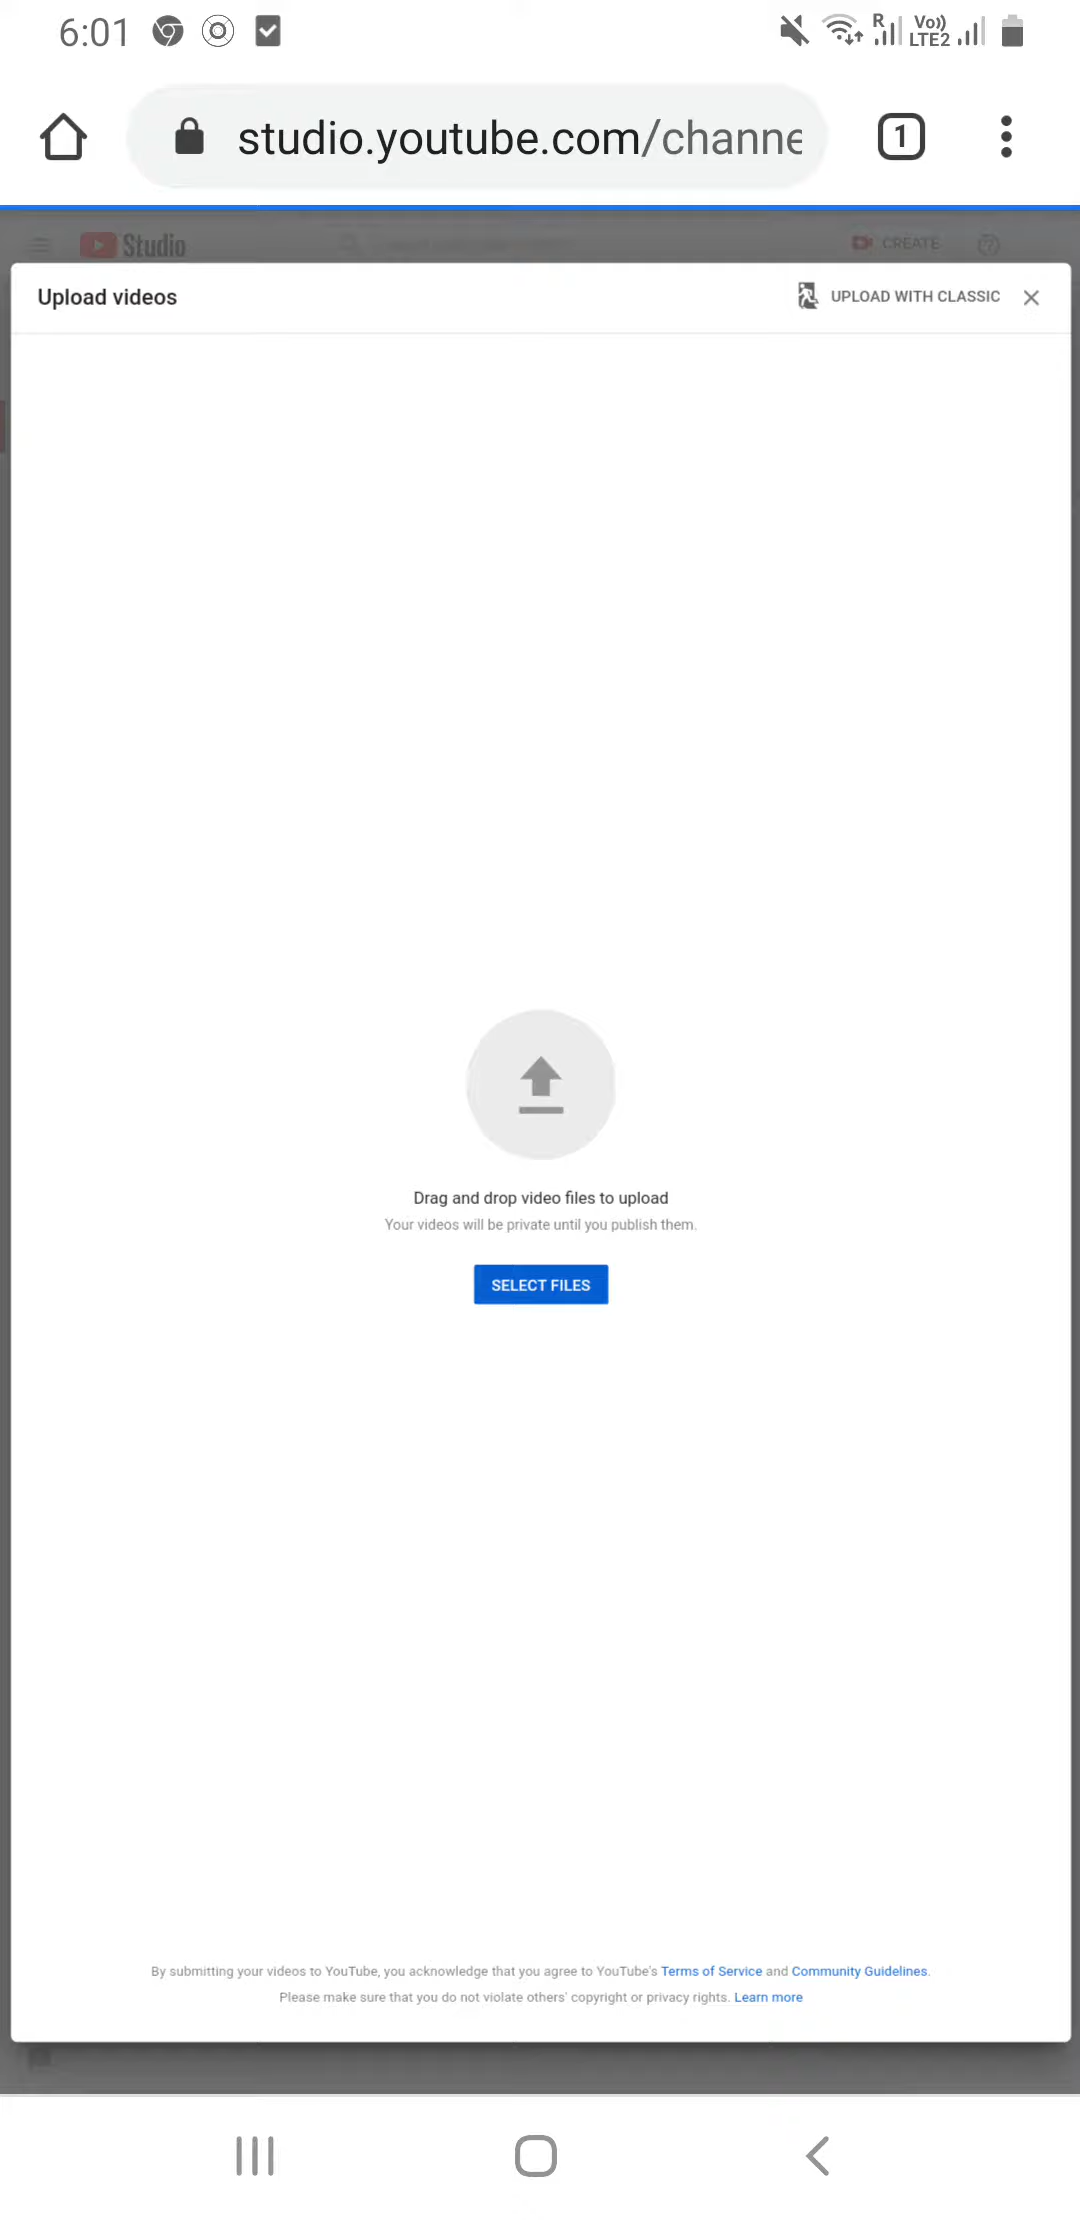 6:01
R
Vo))
LTE2
studio.youtube.com/channe
1
Studio
CREATE
Upload videos
UPLOAD WITH CLASSIC
Drag and drop video files to upload
Your videos will be private until you publish them.
SELECT FILES
By submitting your videos to YouTube, you acknowledge that you agree to YouTube's Terms of Service and Community Guidelines.
Please make sure that you do not violate others' copyright or privacy rights. Learn more